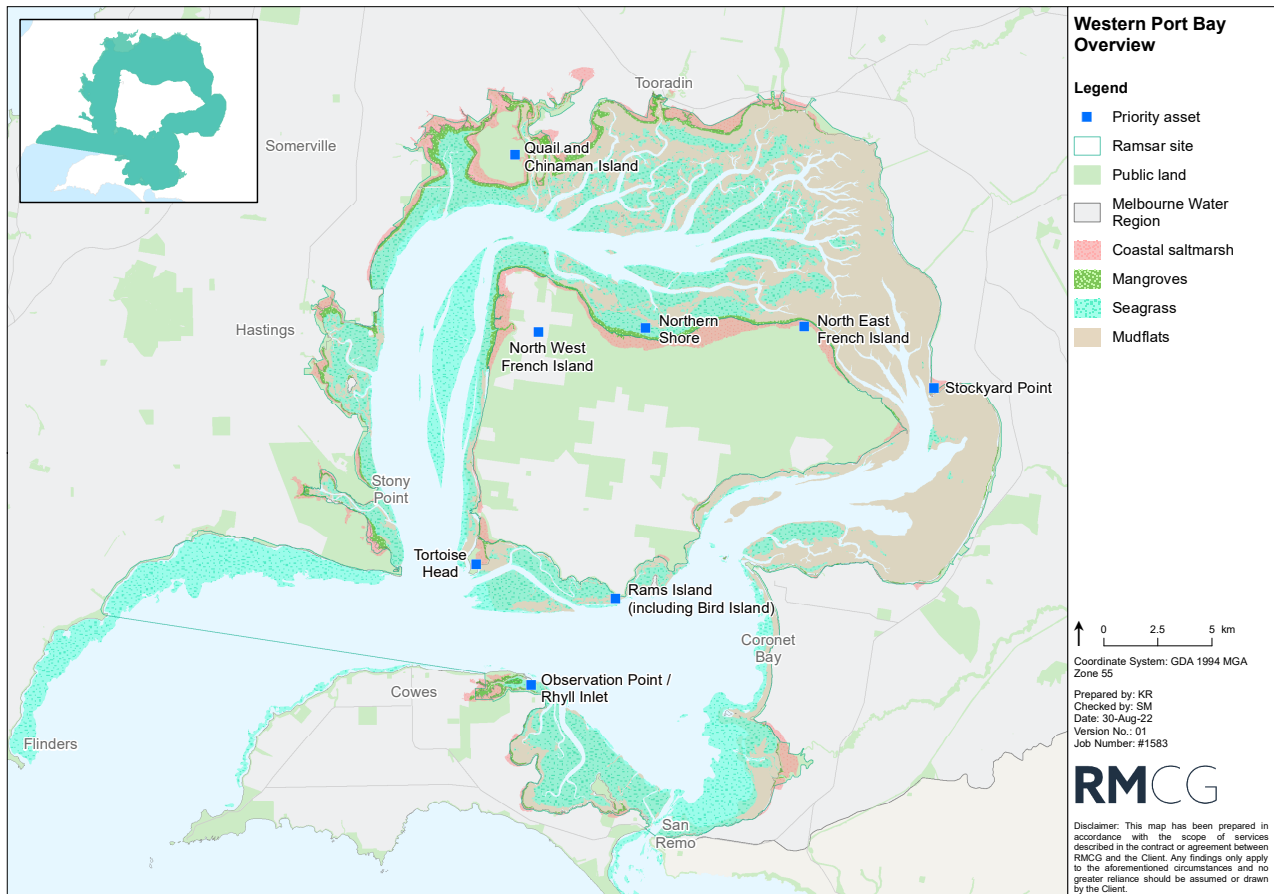 Western Port Bay
Overview
Legend
Priority asset
Ramsar site
Public land
Melbourne Water
Region
Coastal saltmarsh
Mangroves
Seagrass
Mudflats
Tooradin
Somerville
Quail and
Chinaman Island
Hastings
Northern
Shore
North East
French Island
North West
French Island
Stockyard Point
Stony
Point
Tortoise
Head
Rams Island
(including Bird Island)
Coronet
Bay
Observation Point /
Rhyll Inlet
Cowes
Flinders
San
Remo
0 2.5 5 km
Coordinate System: GDA 1994 MGA
Zone 55
Prepared by: KR
Checked by: SM
Date: 30-Aug-22
Version No.: 01
Job Number: #1583
RMCG
Disclaimer: This map has been prepared in
accordance with the scope of services
described in the contract or agreement between
RMCG and the Client. Any findings only apply
to the aforementioned circumstances and no
greater reliance should be assumed or drawn
by the Client.